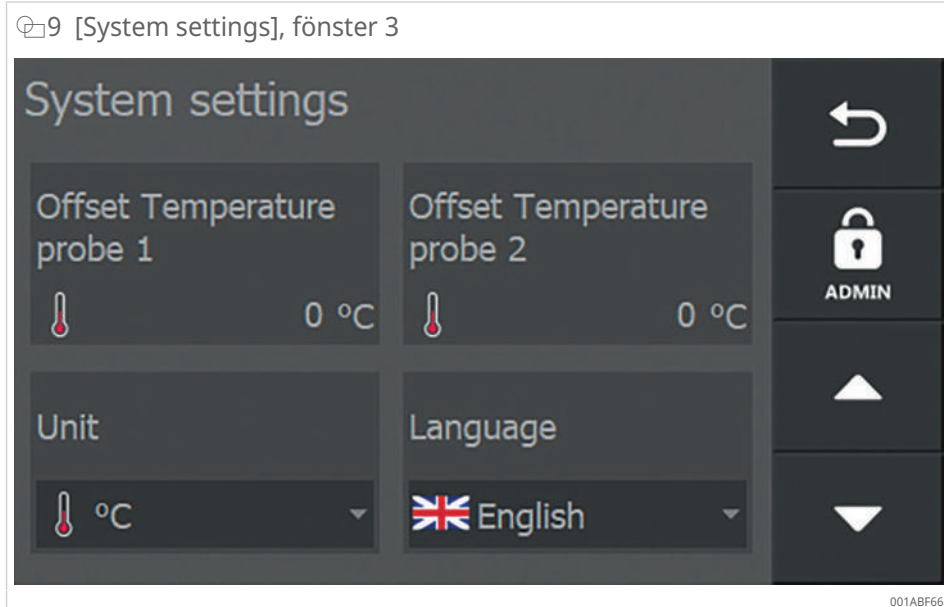 9 [System settings], fönster 3
System settings
Offset Temperature
probe 1
0 °C
Offset Temperature
probe 2
0 °C
ADMIN
Unit
°C
Language
English
001ABF66